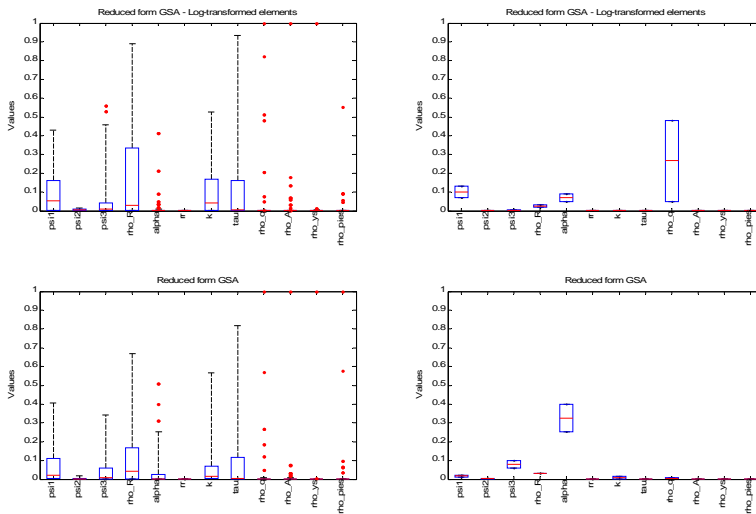 Reduced form GSA - Log-transformed elements
1
0.9
0.8
0.7
0.6
0.5
0.4
0.3
0.2
0.1
0
Values
psi1
psi2
psi3
rho_R
alpha
rr
k
tau
rho_q
rho_A
rho_ys
rho_pies
Reduced form GSA - Log-transformed elements
1
0.9
0.8
0.7
0.6
0.5
0.4
0.3
0.2
0.1
0
Values
psi1
psi2
psi3
rho_R
alpha
rr
k
tau
rho_q
rho_A
rho_ys
rho_pies
Reduced form GSA
1
0.9
0.8
0.7
0.6
0.5
0.4
0.3
0.2
0.1
0
Values
psi1
psi2
psi3
rho_R
alpha
rr
k
tau
rho_q
rho_A
rho_ys
rho_pies
Reduced form GSA
1
0.9
0.8
0.7
0.6
0.5
0.4
0.3
0.2
0.1
0
Values
psi1
psi2
psi3
rho_R
alpha
rr
k
tau
rho_q
rho_A
rho_ys
rho_pies